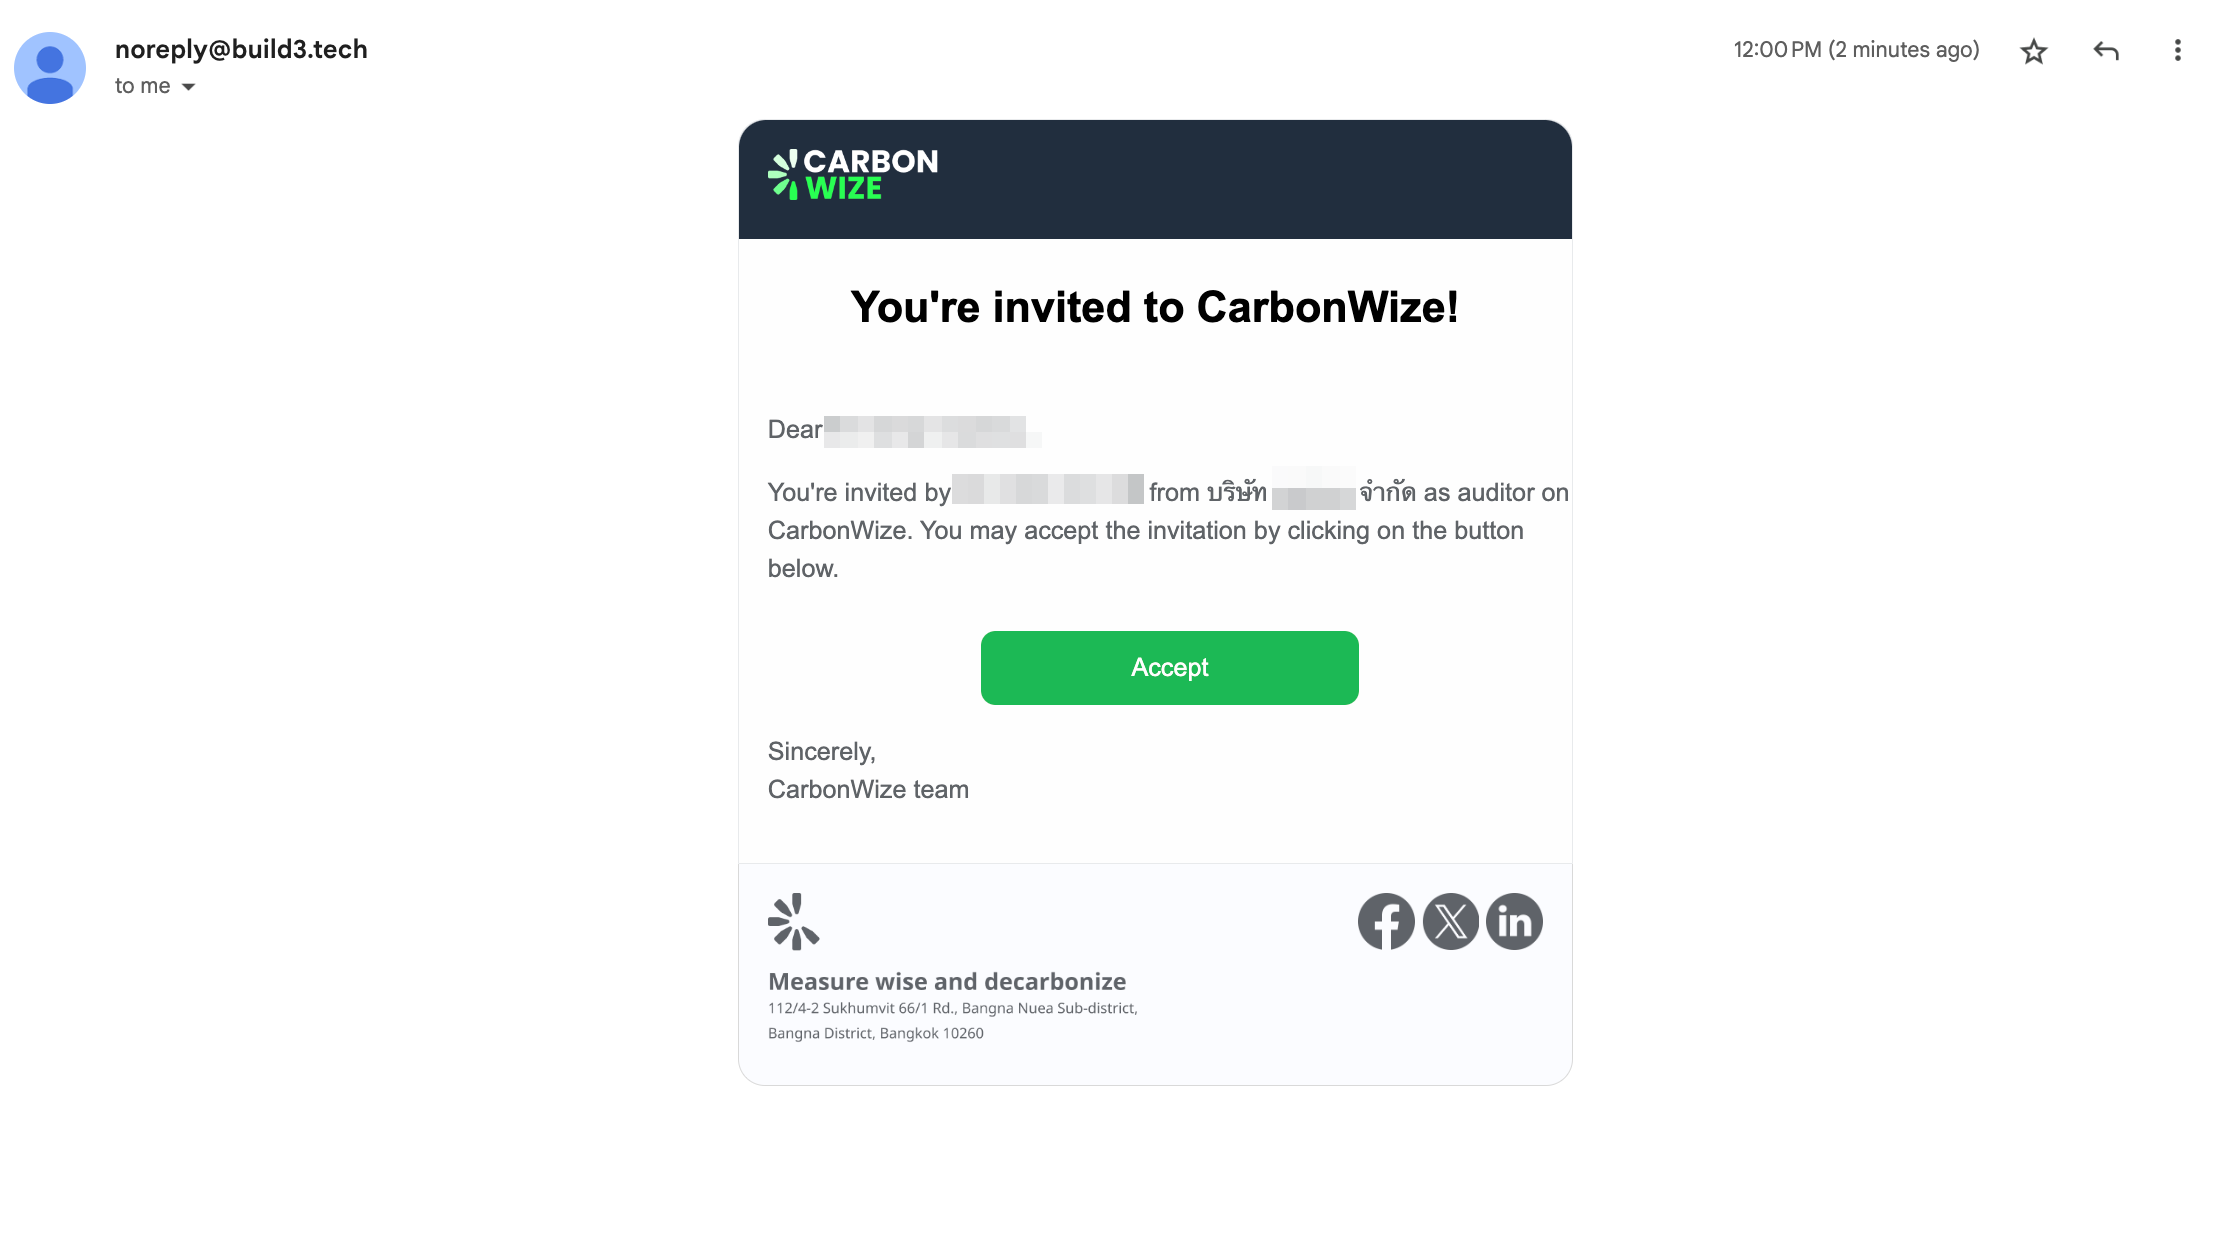 noreply@build3.tech
12:00 PM (2 minutes ago)
to me
CARBON
WIZE
You're invited to CarbonWize!
Dear
You're invited by from บริษัท จำกัด as auditor on
CarbonWize. You may accept the invitation by clicking on the button
below.
Accept
Sincerely,
CarbonWize team
Measure wise and decarbonize
112/4-2 Sukhumvit 66/1 Rd., Bangna Nuea Sub-district,
Bangna District, Bangkok 10260